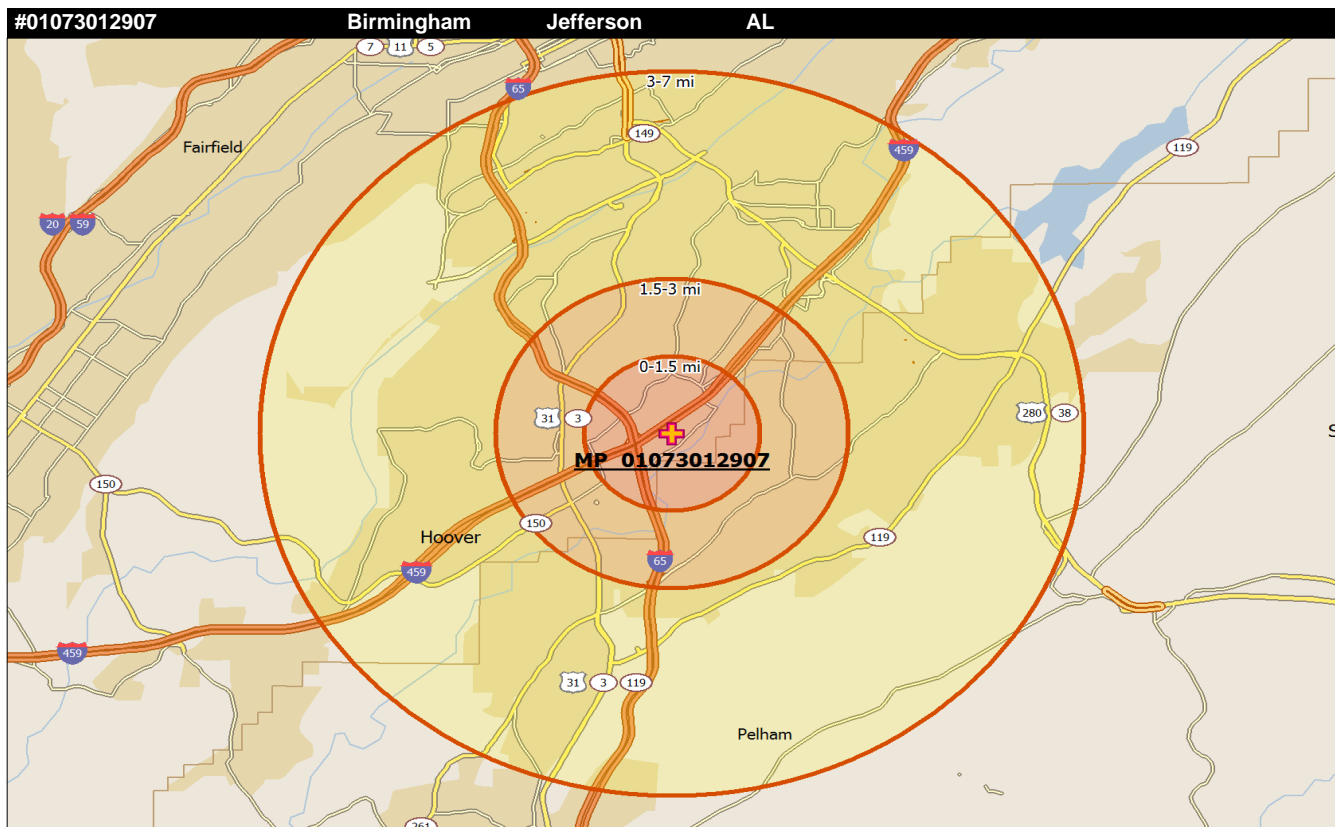 #01073012907 Birmingham Jefferson AL
7 11 5
3-7 mi
65
149
Fairfield
459
119
20 59
1.5-3 mi
0-1.5 mi
31 3
280 38
S
MP 01073012907
150
150
Hoover
119
65
459
459
31 3 119
Pelham
261